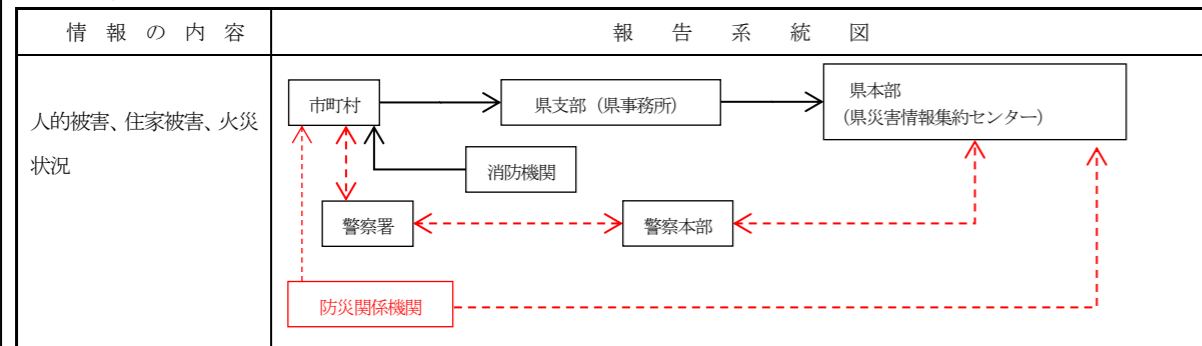 情報の内容
報告系統図
人的被害、住家被害、火災
状況
市町村
県支部（県事務所）
県本部
（県災害情報集約センター）
消防機関
警察署
警察本部
防災関係機関